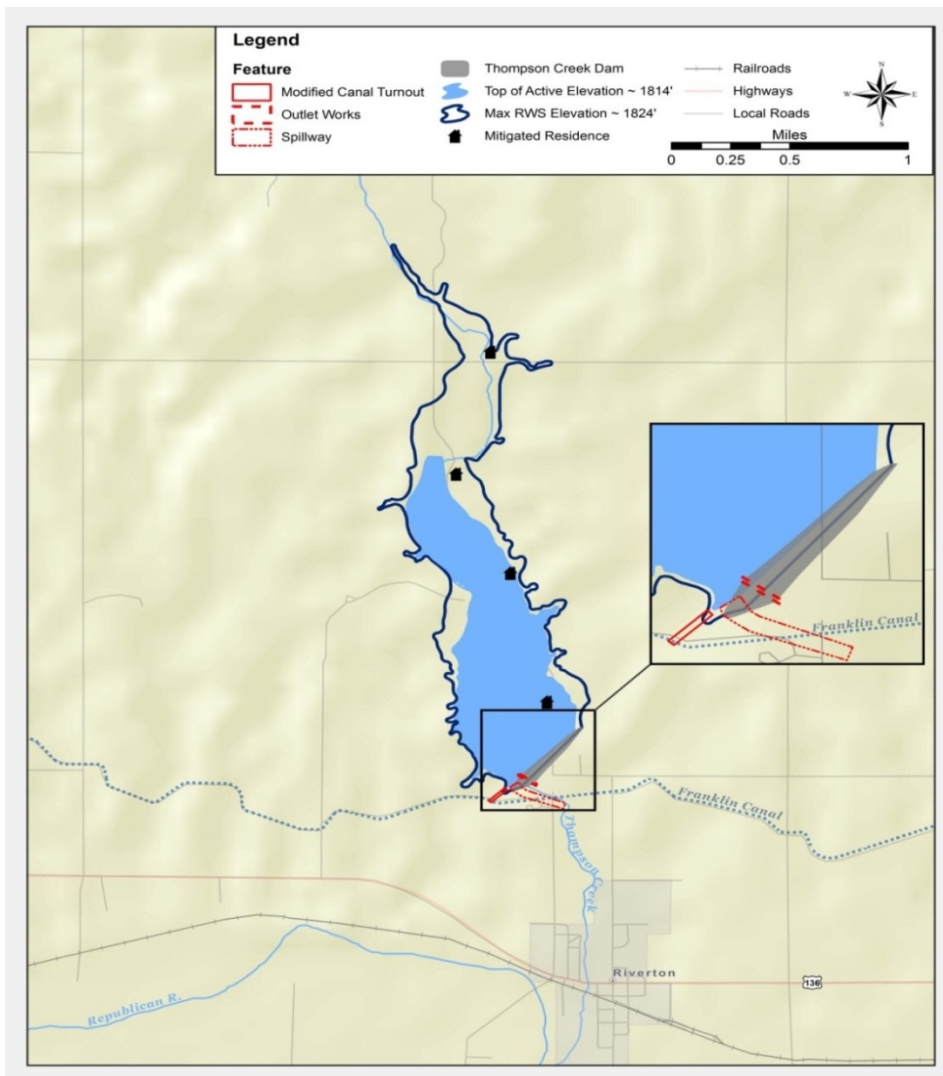 Legend
Feature
Modified Canal Turnout
Outlet Works
Spillway
Thompson Creek Dam
Top of Active Elevation ~ 1814'
Max RWS Elevation ~ 1824'
Mitigated Residence
Railroads
Highways
Local Roads
N
W
E
S
Miles
0 0.25 0.5 1
Franklin Canal
Franklin Canal
Thompson Creek
Riverton
136
Republican R.